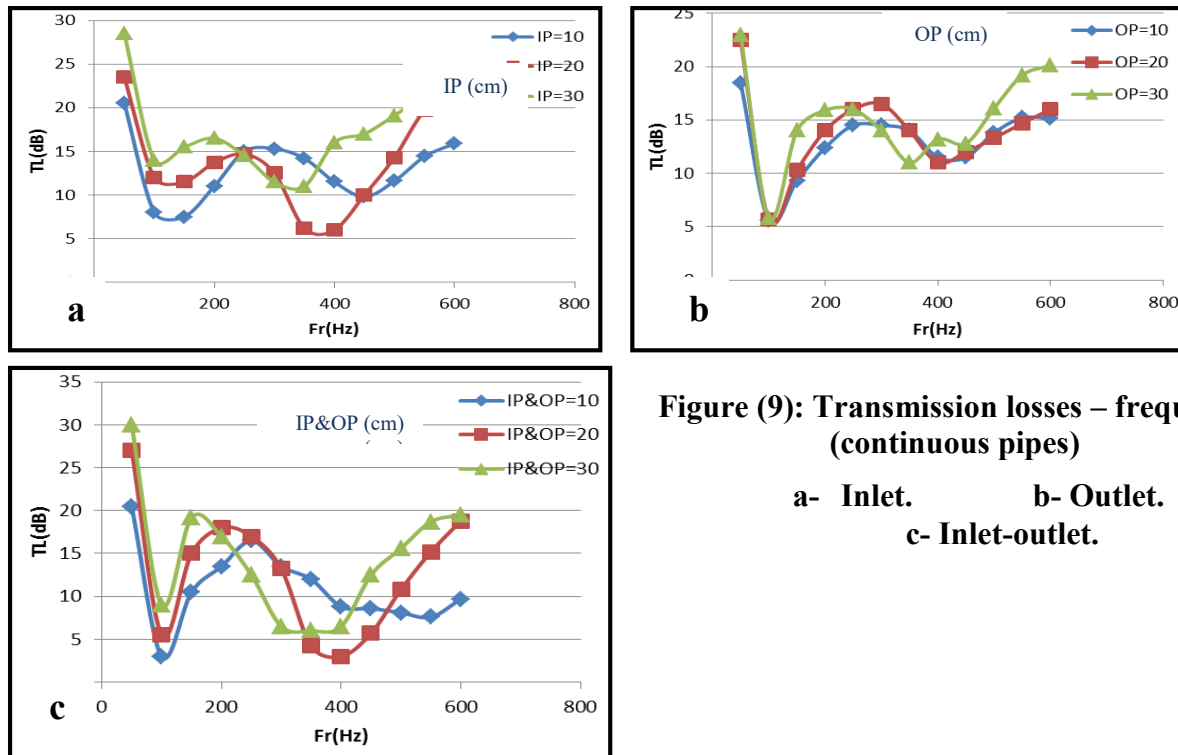 30
25
20
15
10
5
TL(dB)
200
400
600
800
Fr(Hz)
IP=10
IP=20
IP=30
IP (cm)
a
25
20
15
10
5
TL(dB)
200
400
600
800
Fr(Hz)
OP (cm)
OP=10
OP=20
OP=30
b
35
30
25
20
15
10
5
TL(dB)
0
200
400
600
800
Fr(Hz)
IP&OP (cm)
IP&OP=10
IP&OP=20
IP&OP=30
c
Figure (9): Transmission losses – frequ
(continuous pipes)
a- Inlet. b- Outlet.
c- Inlet-outlet.